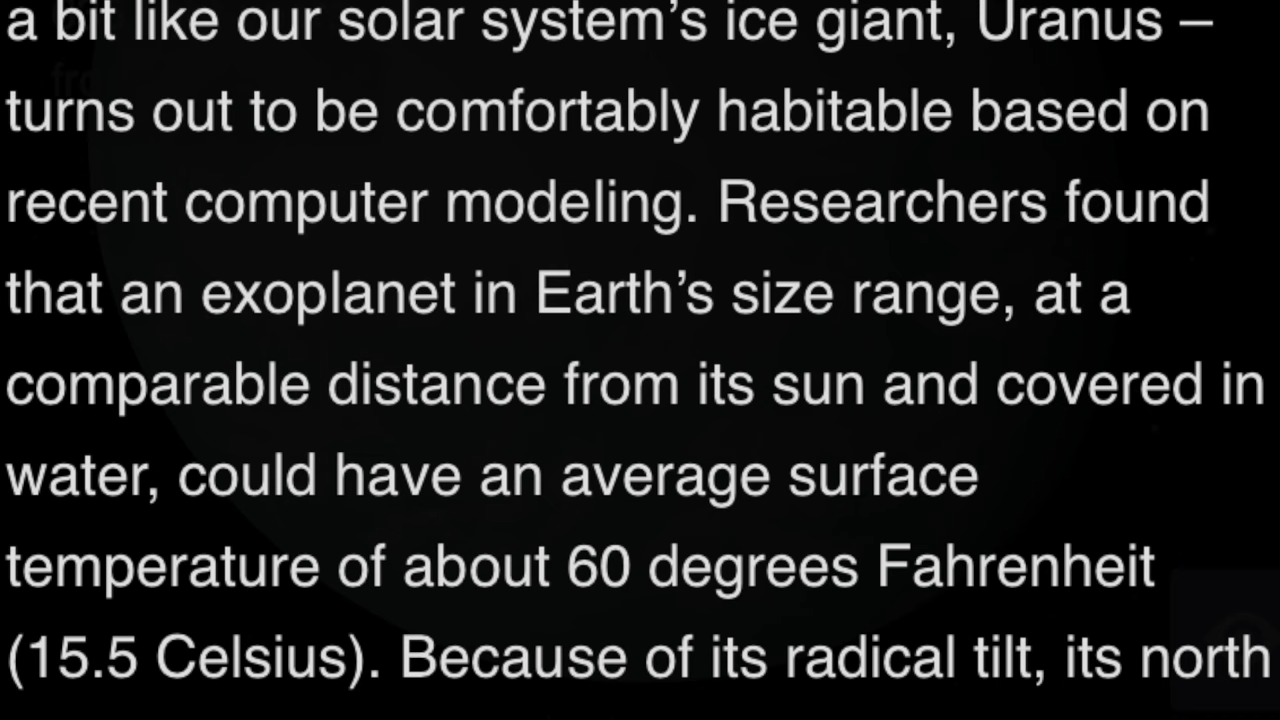 a bit like our solar system’s ice giant, Uranus –
turns out to be comfortably habitable based on
recent computer modeling. Researchers found
that an exoplanet in Earth’s size range, at a
comparable distance from its sun and covered in
water, could have an average surface
temperature of about 60 degrees Fahrenheit
(15.5 Celsius). Because of its radical tilt, its north